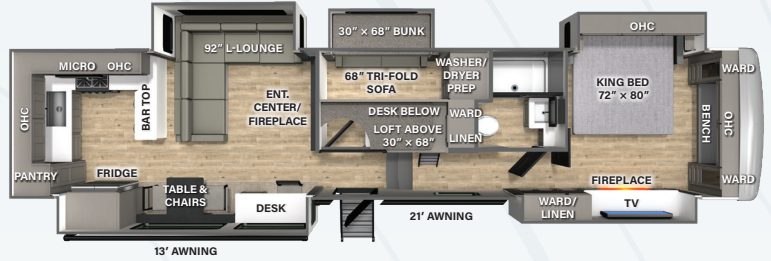 OHC
30” × 68” BUNK
92” L-LOUNGE
MICRO OHC
68” TRI-FOLD
SOFA
WASHER/
DRYER
PREP
KING BED
72” × 80”
WARD
BAR TOP
ENT.
CENTER/
FIREPLACE
OHC
DESK BELOW
LOFT ABOVE
30” × 68”
WARD
LINEN
BENCH
OHC
PANTRY
FRIDGE
TABLE &
CHAIRS
DESK
FIREPLACE
WARD
WARD/
LINEN
TV
21’ AWNING
13’ AWNING